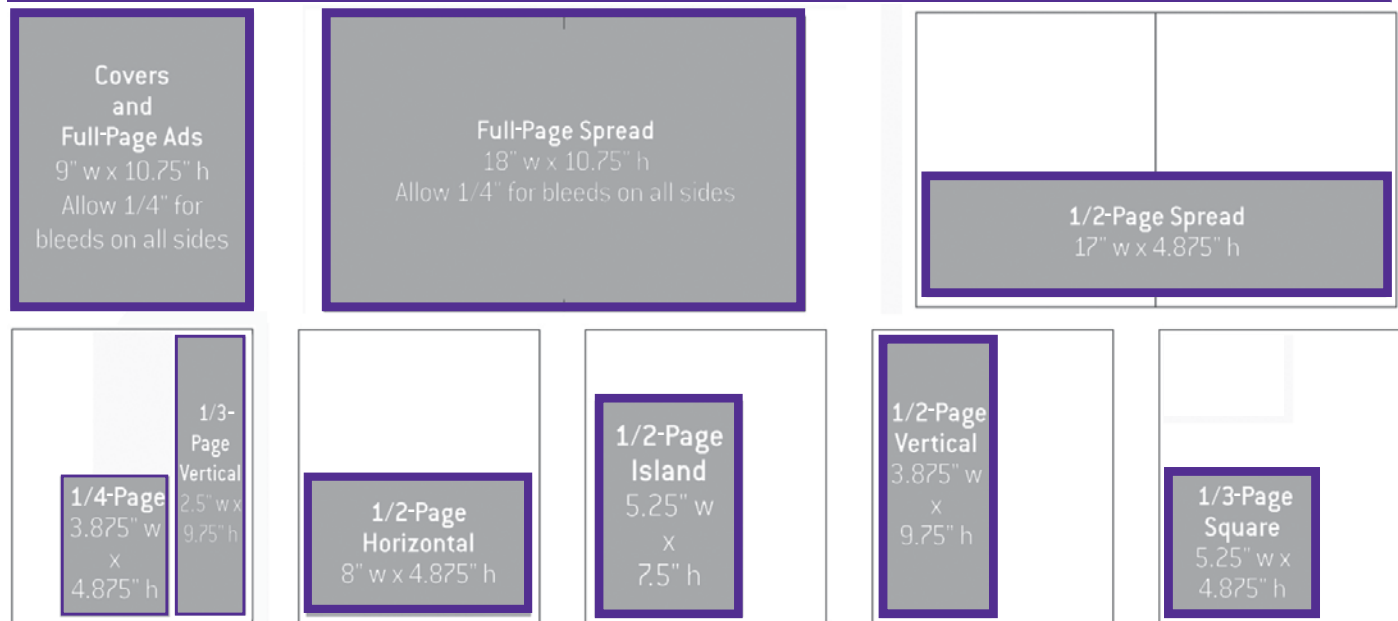 Covers
and
Full-Page Ads
9" w x 10.75" h
Allow 1/4" for
bleeds on all sides
Full-Page Spread
18" w x 10.75" h
Allow 1/4" for bleeds on all sides
1/2-Page Spread
17" w x 4.875" h
1/4-Page
3.875" w
x
4.875" h
1/3-
Page
Vertical
2.5" w x
9.75" h
1/2-Page
Horizontal
8" w x 4.875" h
1/2-Page
Island
5.25" w
x
7.5" h
1/2-Page
Vertical
3.875" w
x
9.75" h
1/3-Page
Square
5.25" w x
4.875" h